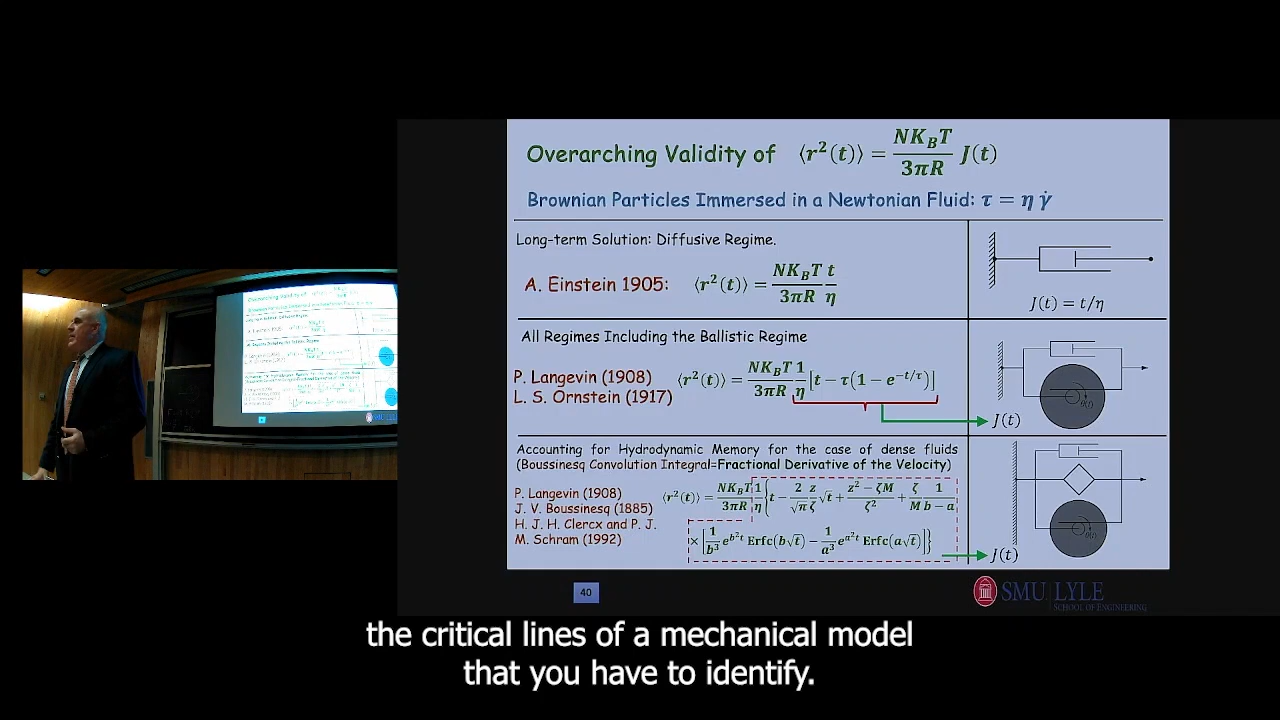 Overarching Validity of ⟨r²(t)⟩ = NK_BT/3πR J(t)
Brownian Particles Immersed in a Newtonian Fluid: τ = η γ̇
Long-term Solution: Diffusive Regime.
A. Einstein 1905: ⟨r²(t)⟩ = NK_BT/3πR t/η
J(t) = t/η
All Regimes Including the Ballistic Regime
P. Langevin (1908)
L. S. Ornstein (1917)
⟨r²(t)⟩ = NK_BT/3πR 1/η [t − τ(1 − e^{−t/τ})]
J(t)
θ(t)
Accounting for Hydrodynamic Memory for the case of dense fluids
(Boussinesq Convolution Integral=Fractional Derivative of the Velocity)
P. Langevin (1908)
J. V. Boussinesq (1885)
H. J. H. Clercx and P. J.
M. Schram (1992)
⟨r²(t)⟩ = NK_BT/3πR 1/η {t − 2/√π z/ζ √t + z² − ζM/ζ² + ζ/M 1/b − a
× [1/b³ e^{b²t} Erfc(b√t) − 1/a³ e^{a²t} Erfc(a√t)]}
J(t)
θ(t)
40
SMU LYLE
SCHOOL OF ENGINEERING
the critical lines of a mechanical model
that you have to identify.